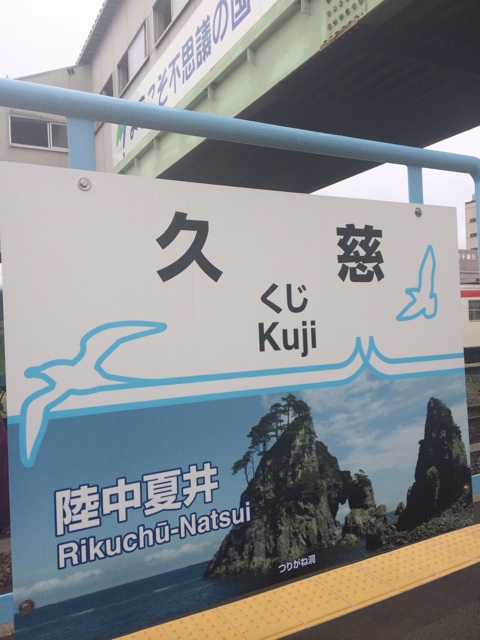 ようこそ不思議の国
久慈
くじ
Kuji
陸中夏井
Rikuchū-Natsui
つりがね洞